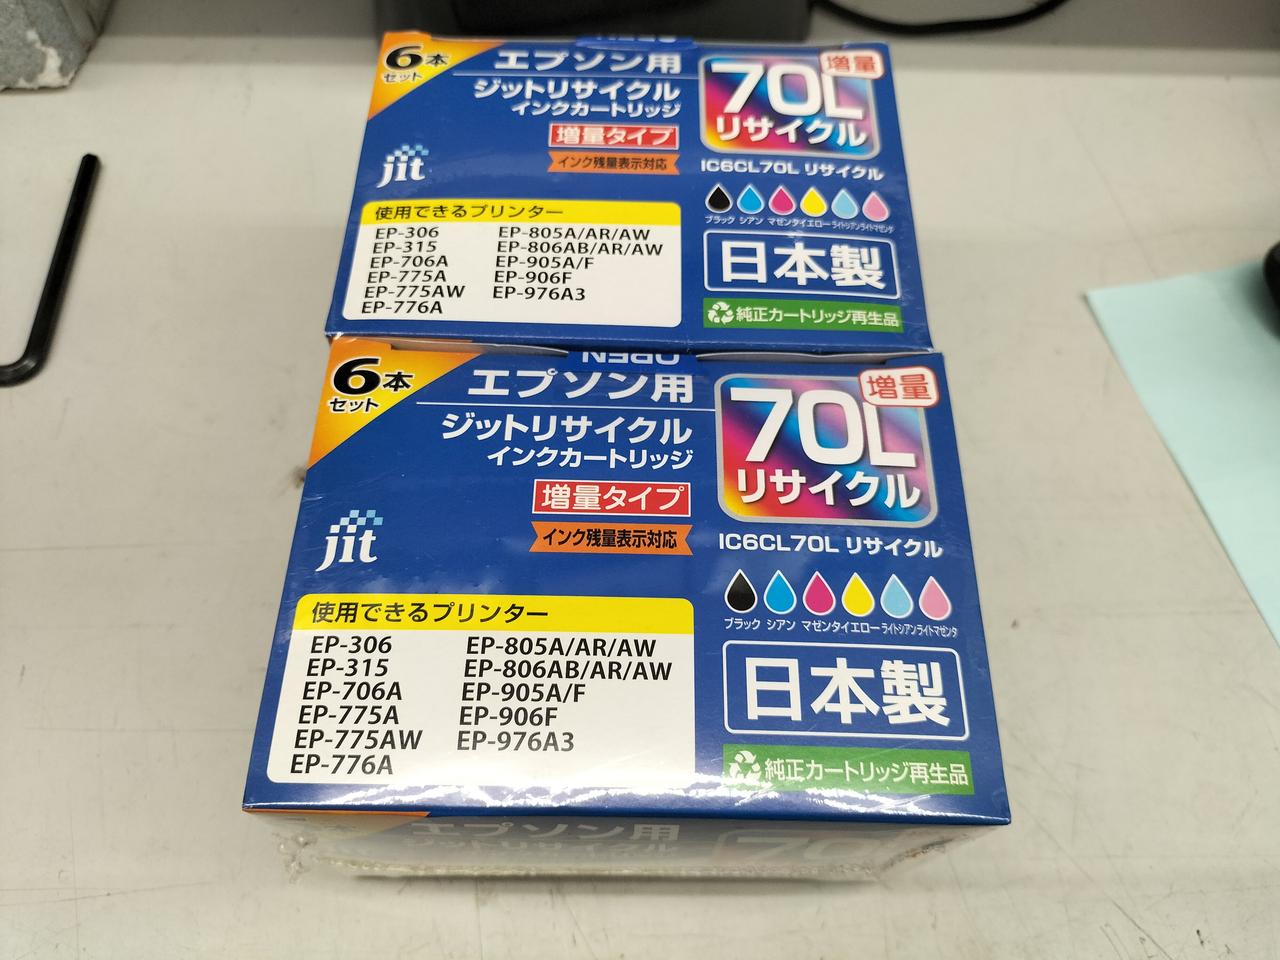 OPEN
6本
セット
エプソン用
ジットリサイクル
インクカートリッジ
増量タイプ
インク残量表示対応
jit
使用できるプリンター
EP-306
EP-315
EP-706A
EP-775A
EP-775AW
EP-776A
EP-805A/AR/AW
EP-806AB/AR/AW
EP-905A/F
EP-906F
EP-976A3
増量
70L
リサイクル
IC6CL70L リサイクル
ブラック シアン マゼンタ イエロー ライトシアン ライトマゼンタ
日本製
純正カートリッジ再生品
OPEN
6本
セット
エプソン用
ジットリサイクル
インクカートリッジ
増量タイプ
インク残量表示対応
jit
使用できるプリンター
EP-306
EP-315
EP-706A
EP-775A
EP-775AW
EP-776A
EP-805A/AR/AW
EP-806AB/AR/AW
EP-905A/F
EP-906F
EP-976A3
増量
70L
リサイクル
IC6CL70L リサイクル
ブラック シアン マゼンタ イエロー ライトシアン ライトマゼンタ
日本製
純正カートリッジ再生品
エプソン用
ジットリサイクル
70L